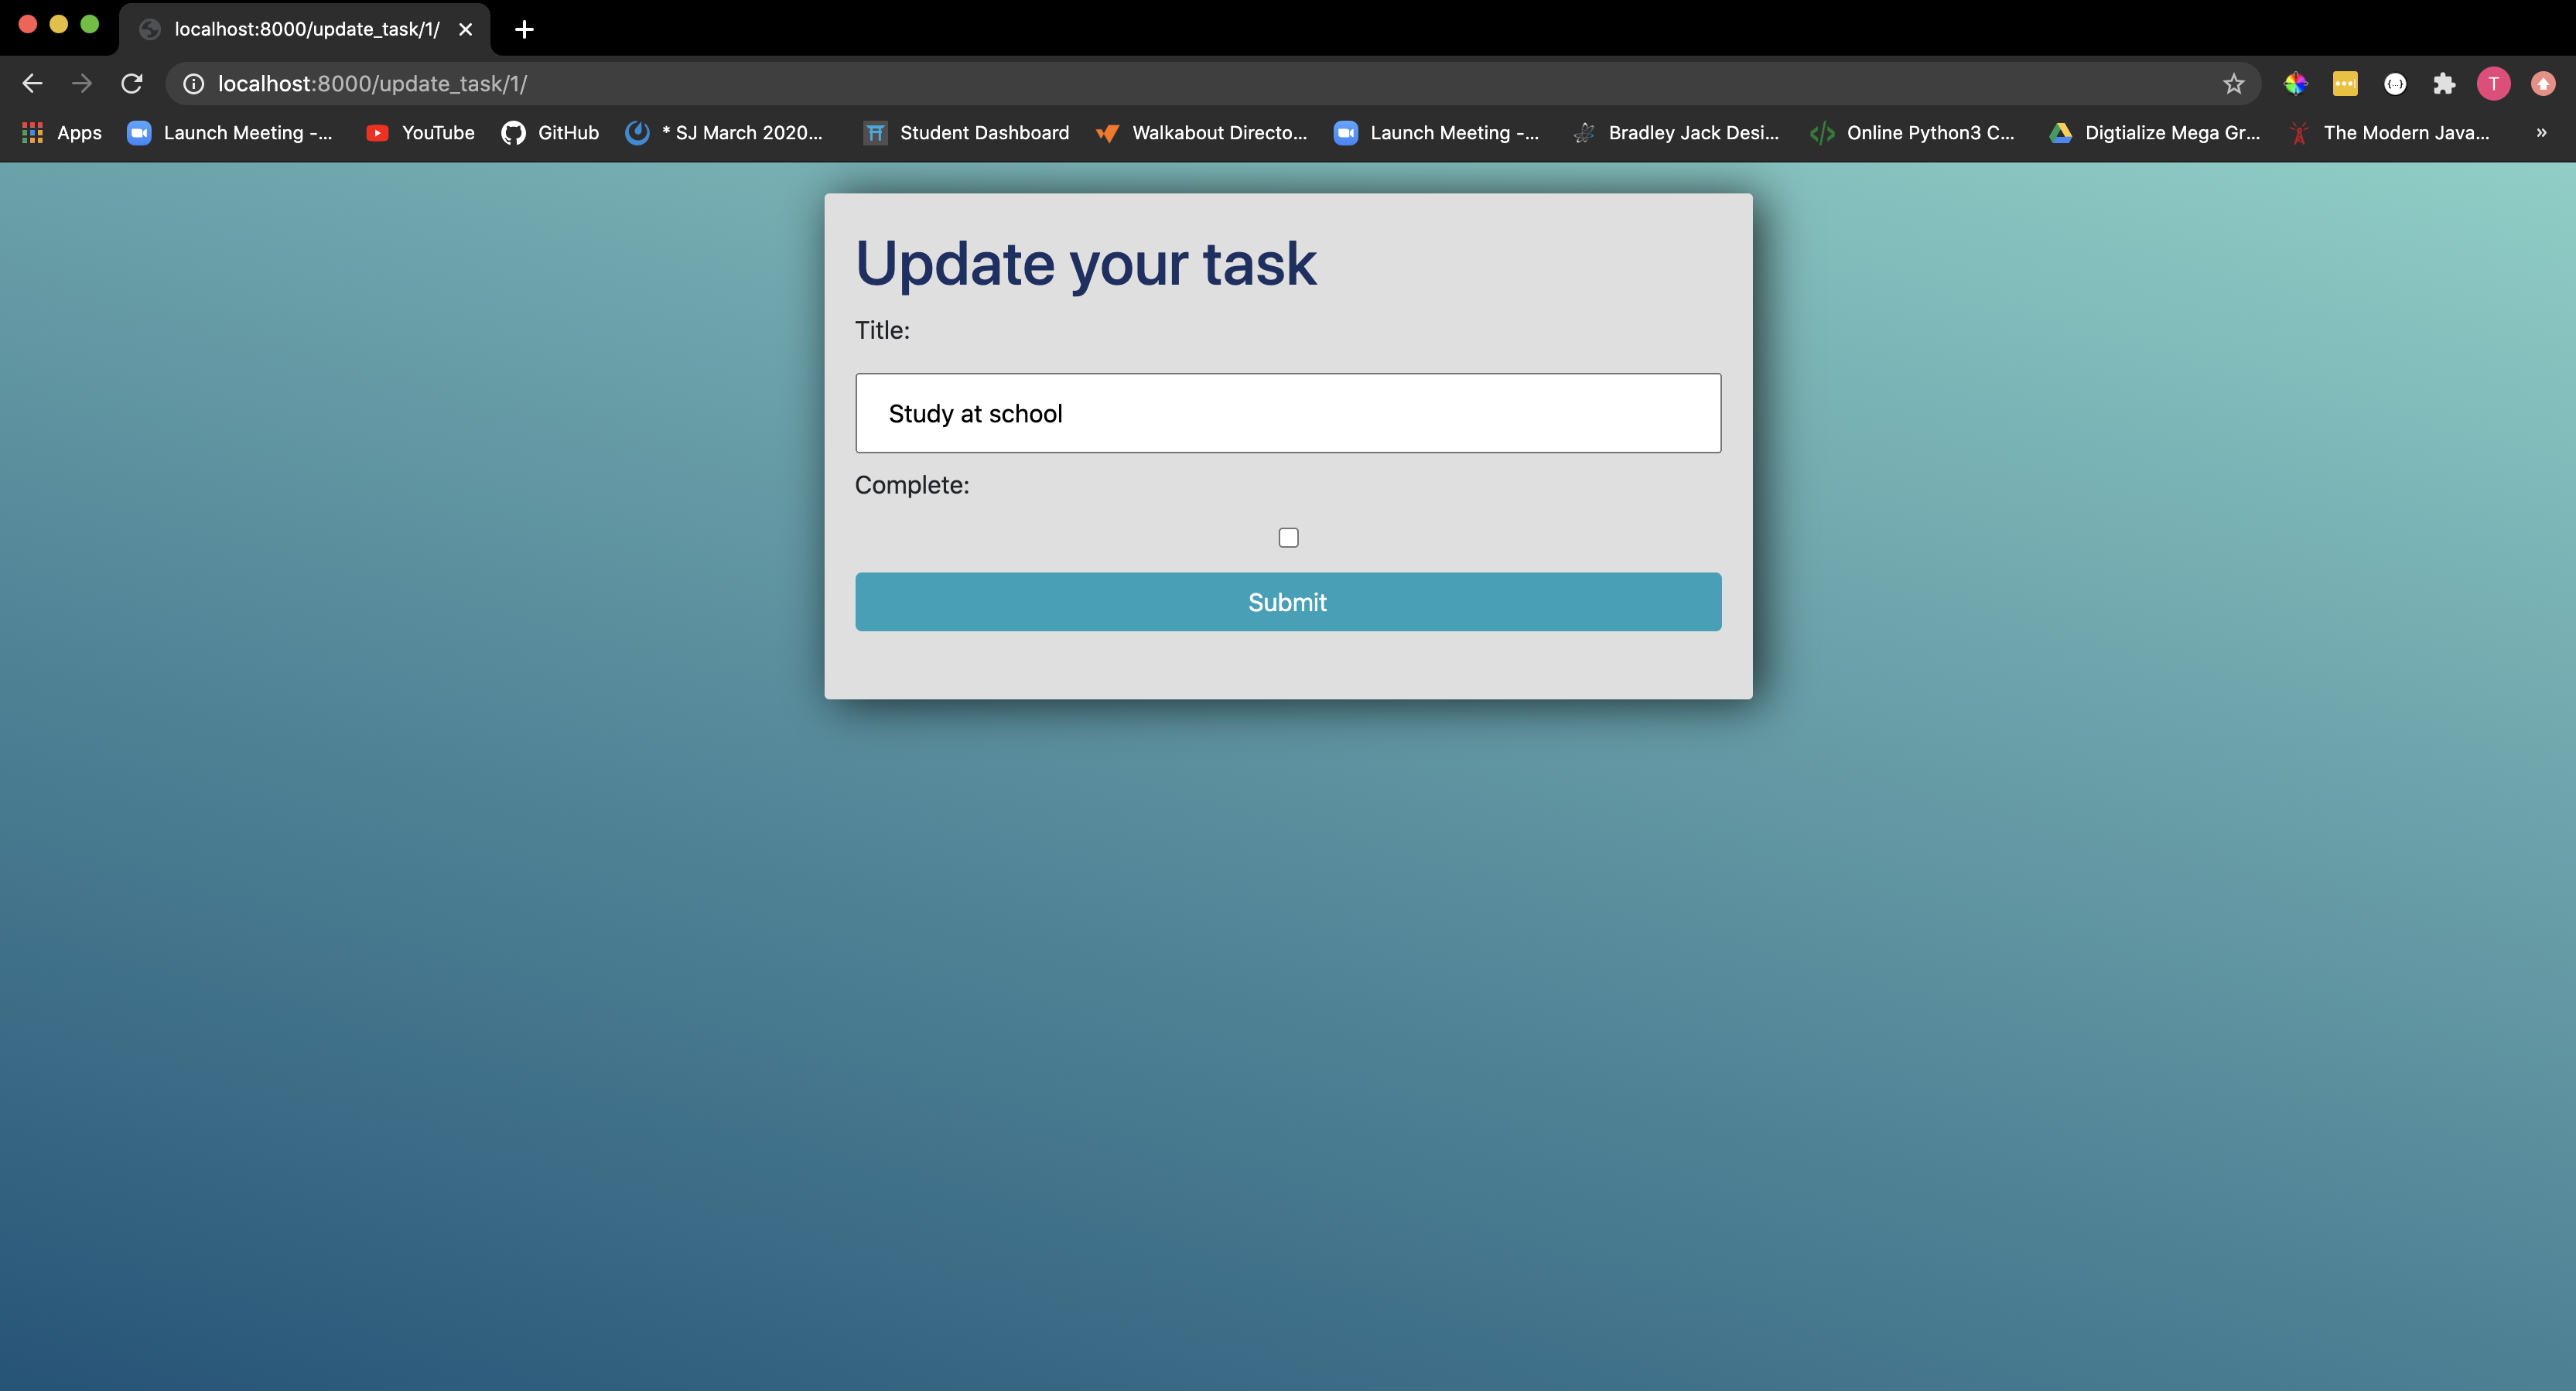 localhost:8000/update_task/1/
localhost:8000/update_task/1/
T
Apps Launch Meeting -... YouTube GitHub * SJ March 2020... Student Dashboard Walkabout Directo... Launch Meeting -... Bradley Jack Desi... Online Python3 C... Digtialize Mega Gr... The Modern Java... »
Update your task
Title:
Study at school
Complete:
Submit